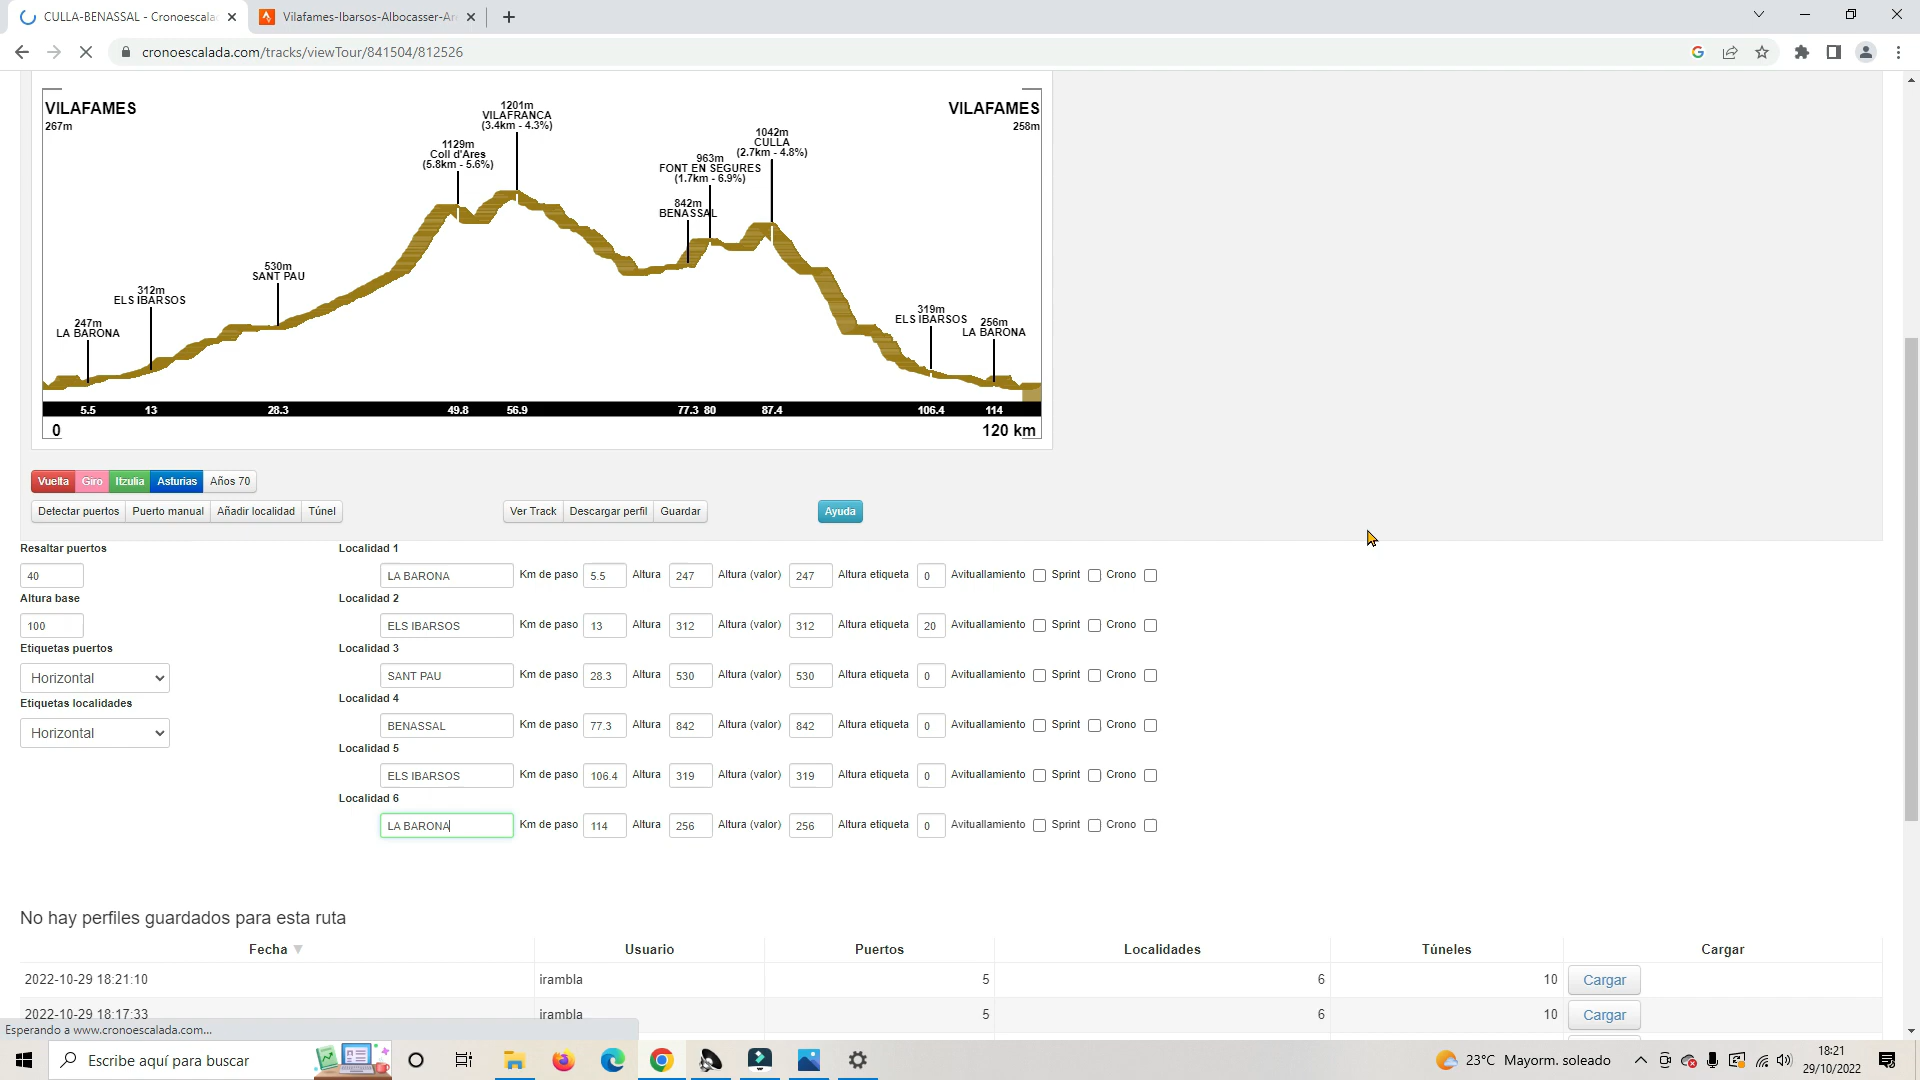 CULLA-BENASSAL - Cronoescala
Vilafames-Ibarsos-Albocasser-Ar
cronoescalada.com/tracks/viewTour/841504/812526
VILAFAMES
267m
1201m
VILAFRANCA
(3.4km - 4.3%)
VILAFAMES
258m
1129m
Coll d'Ares
(5.8km - 5.6%)
1042m
CULLA
(2.7km - 4.8%)
963m
FONT EN SEGURES
(1.7km - 6.9%)
842m
BENASSAL
530m
SANT PAU
312m
ELS IBARSOS
247m
LA BARONA
319m
ELS IBARSOS
256m
LA BARONA
5.5 13 28.3 49.8 56.9 77.3 80 87.4 106.4 114
0 120 km
Vuelta Giro Itzulia Asturias Años 70
Detectar puertos Puerto manual Añadir localidad Túnel Ver Track Descargar perfil Guardar Ayuda
Resaltar puertos
40
Altura base
100
Etiquetas puertos
Horizontal
Etiquetas localidades
Horizontal
Localidad 1
LA BARONA Km de paso 5.5 Altura 247 Altura (valor) 247 Altura etiqueta 0 Avituallamiento Sprint Crono
Localidad 2
ELS IBARSOS Km de paso 13 Altura 312 Altura (valor) 312 Altura etiqueta 20 Avituallamiento Sprint Crono
Localidad 3
SANT PAU Km de paso 28.3 Altura 530 Altura (valor) 530 Altura etiqueta 0 Avituallamiento Sprint Crono
Localidad 4
BENASSAL Km de paso 77.3 Altura 842 Altura (valor) 842 Altura etiqueta 0 Avituallamiento Sprint Crono
Localidad 5
ELS IBARSOS Km de paso 106.4 Altura 319 Altura (valor) 319 Altura etiqueta 0 Avituallamiento Sprint Crono
Localidad 6
LA BARONA Km de paso 114 Altura 256 Altura (valor) 256 Altura etiqueta 0 Avituallamiento Sprint Crono
No hay perfiles guardados para esta ruta
Fecha Usuario Puertos Localidades Túneles Cargar
2022-10-29 18:21:10 irambla 5 6 10 Cargar
2022-10-29 18:17:33 irambla 5 6 10 Cargar
Esperando a www.cronoescalada.com...
Escribe aquí para buscar
23°C Mayorm. soleado
18:21
29/10/2022